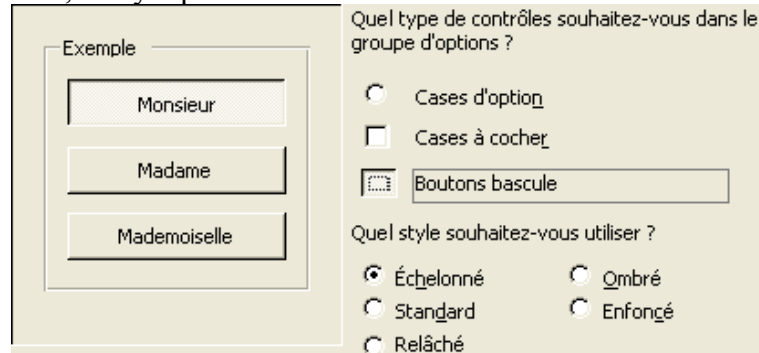 Exemple
Monsieur
Madame
Mademoiselle
Quel type de contrôles souhaitez-vous dans le
groupe d'options ?
Cases d'option
Cases à cocher
Boutons bascule
Quel style souhaitez-vous utiliser ?
Échelonné
Ombré
Standard
Enfoncé
Relâché